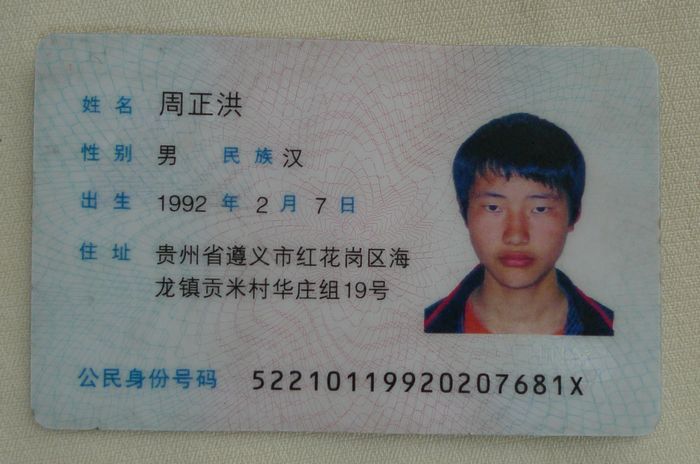 姓名 周正洪
性别 男 民族 汉
出生 1992 年 2 月 7 日
住址 贵州省遵义市红花岗区海
龙镇贡米村华庄组19号
公民身份号码 52210119920207681X